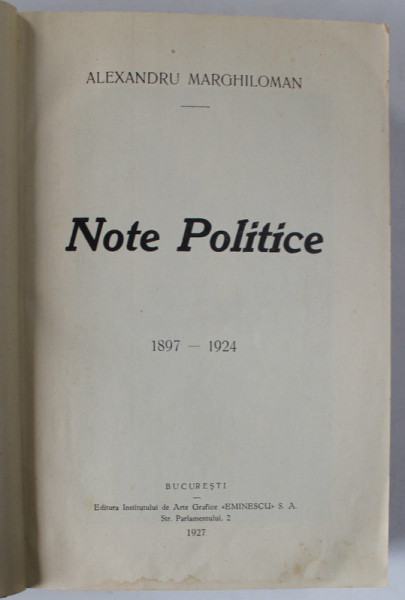 ALEXANDRU MARGHILOMAN
Note Politice
1897 — 1924
BUCUREȘTI
Editura Institutului de Arte Grafice «EMINESCU» S. A.
Str. Parlamentului, 2
1927